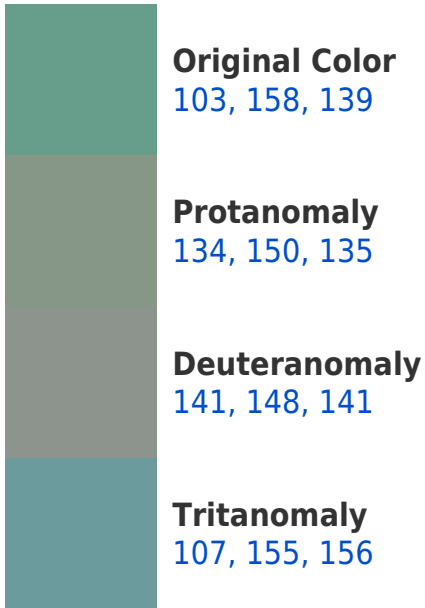 Original Color
103, 158, 139
Protanomaly
134, 150, 135
Deuteranomaly
141, 148, 141
Tritanomaly
107, 155, 156